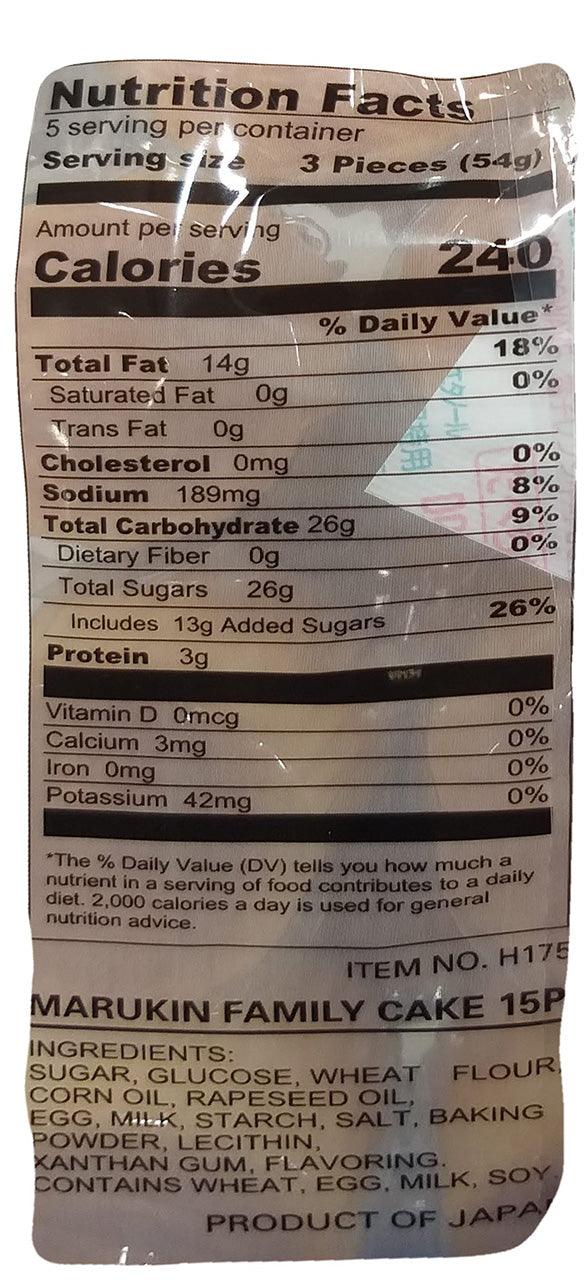 Nutrition Facts
5 serving per container
Serving size 3 Pieces (54g)
Amount per serving
Calories 240
% Daily Value*
Total Fat 14g 18%
Saturated Fat 0g 0%
Trans Fat 0g
Cholesterol 0mg 0%
Sodium 189mg 8%
Total Carbohydrate 26g 9%
Dietary Fiber 0g 0%
Total Sugars 26g
Includes 13g Added Sugars 26%
Protein 3g
Vitamin D 0mcg 0%
Calcium 3mg 0%
Iron 0mg 0%
Potassium 42mg 0%
*The % Daily Value (DV) tells you how much a
nutrient in a serving of food contributes to a daily
diet. 2,000 calories a day is used for general
nutrition advice.
ITEM NO. H175
MARUKIN FAMILY CAKE 15P
INGREDIENTS:
SUGAR, GLUCOSE, WHEAT FLOUR,
CORN OIL, RAPESEED OIL,
EGG, MILK, STARCH, SALT, BAKING
POWDER, LECITHIN,
XANTHAN GUM, FLAVORING.
CONTAINS WHEAT, EGG, MILK, SOY
PRODUCT OF JAPA